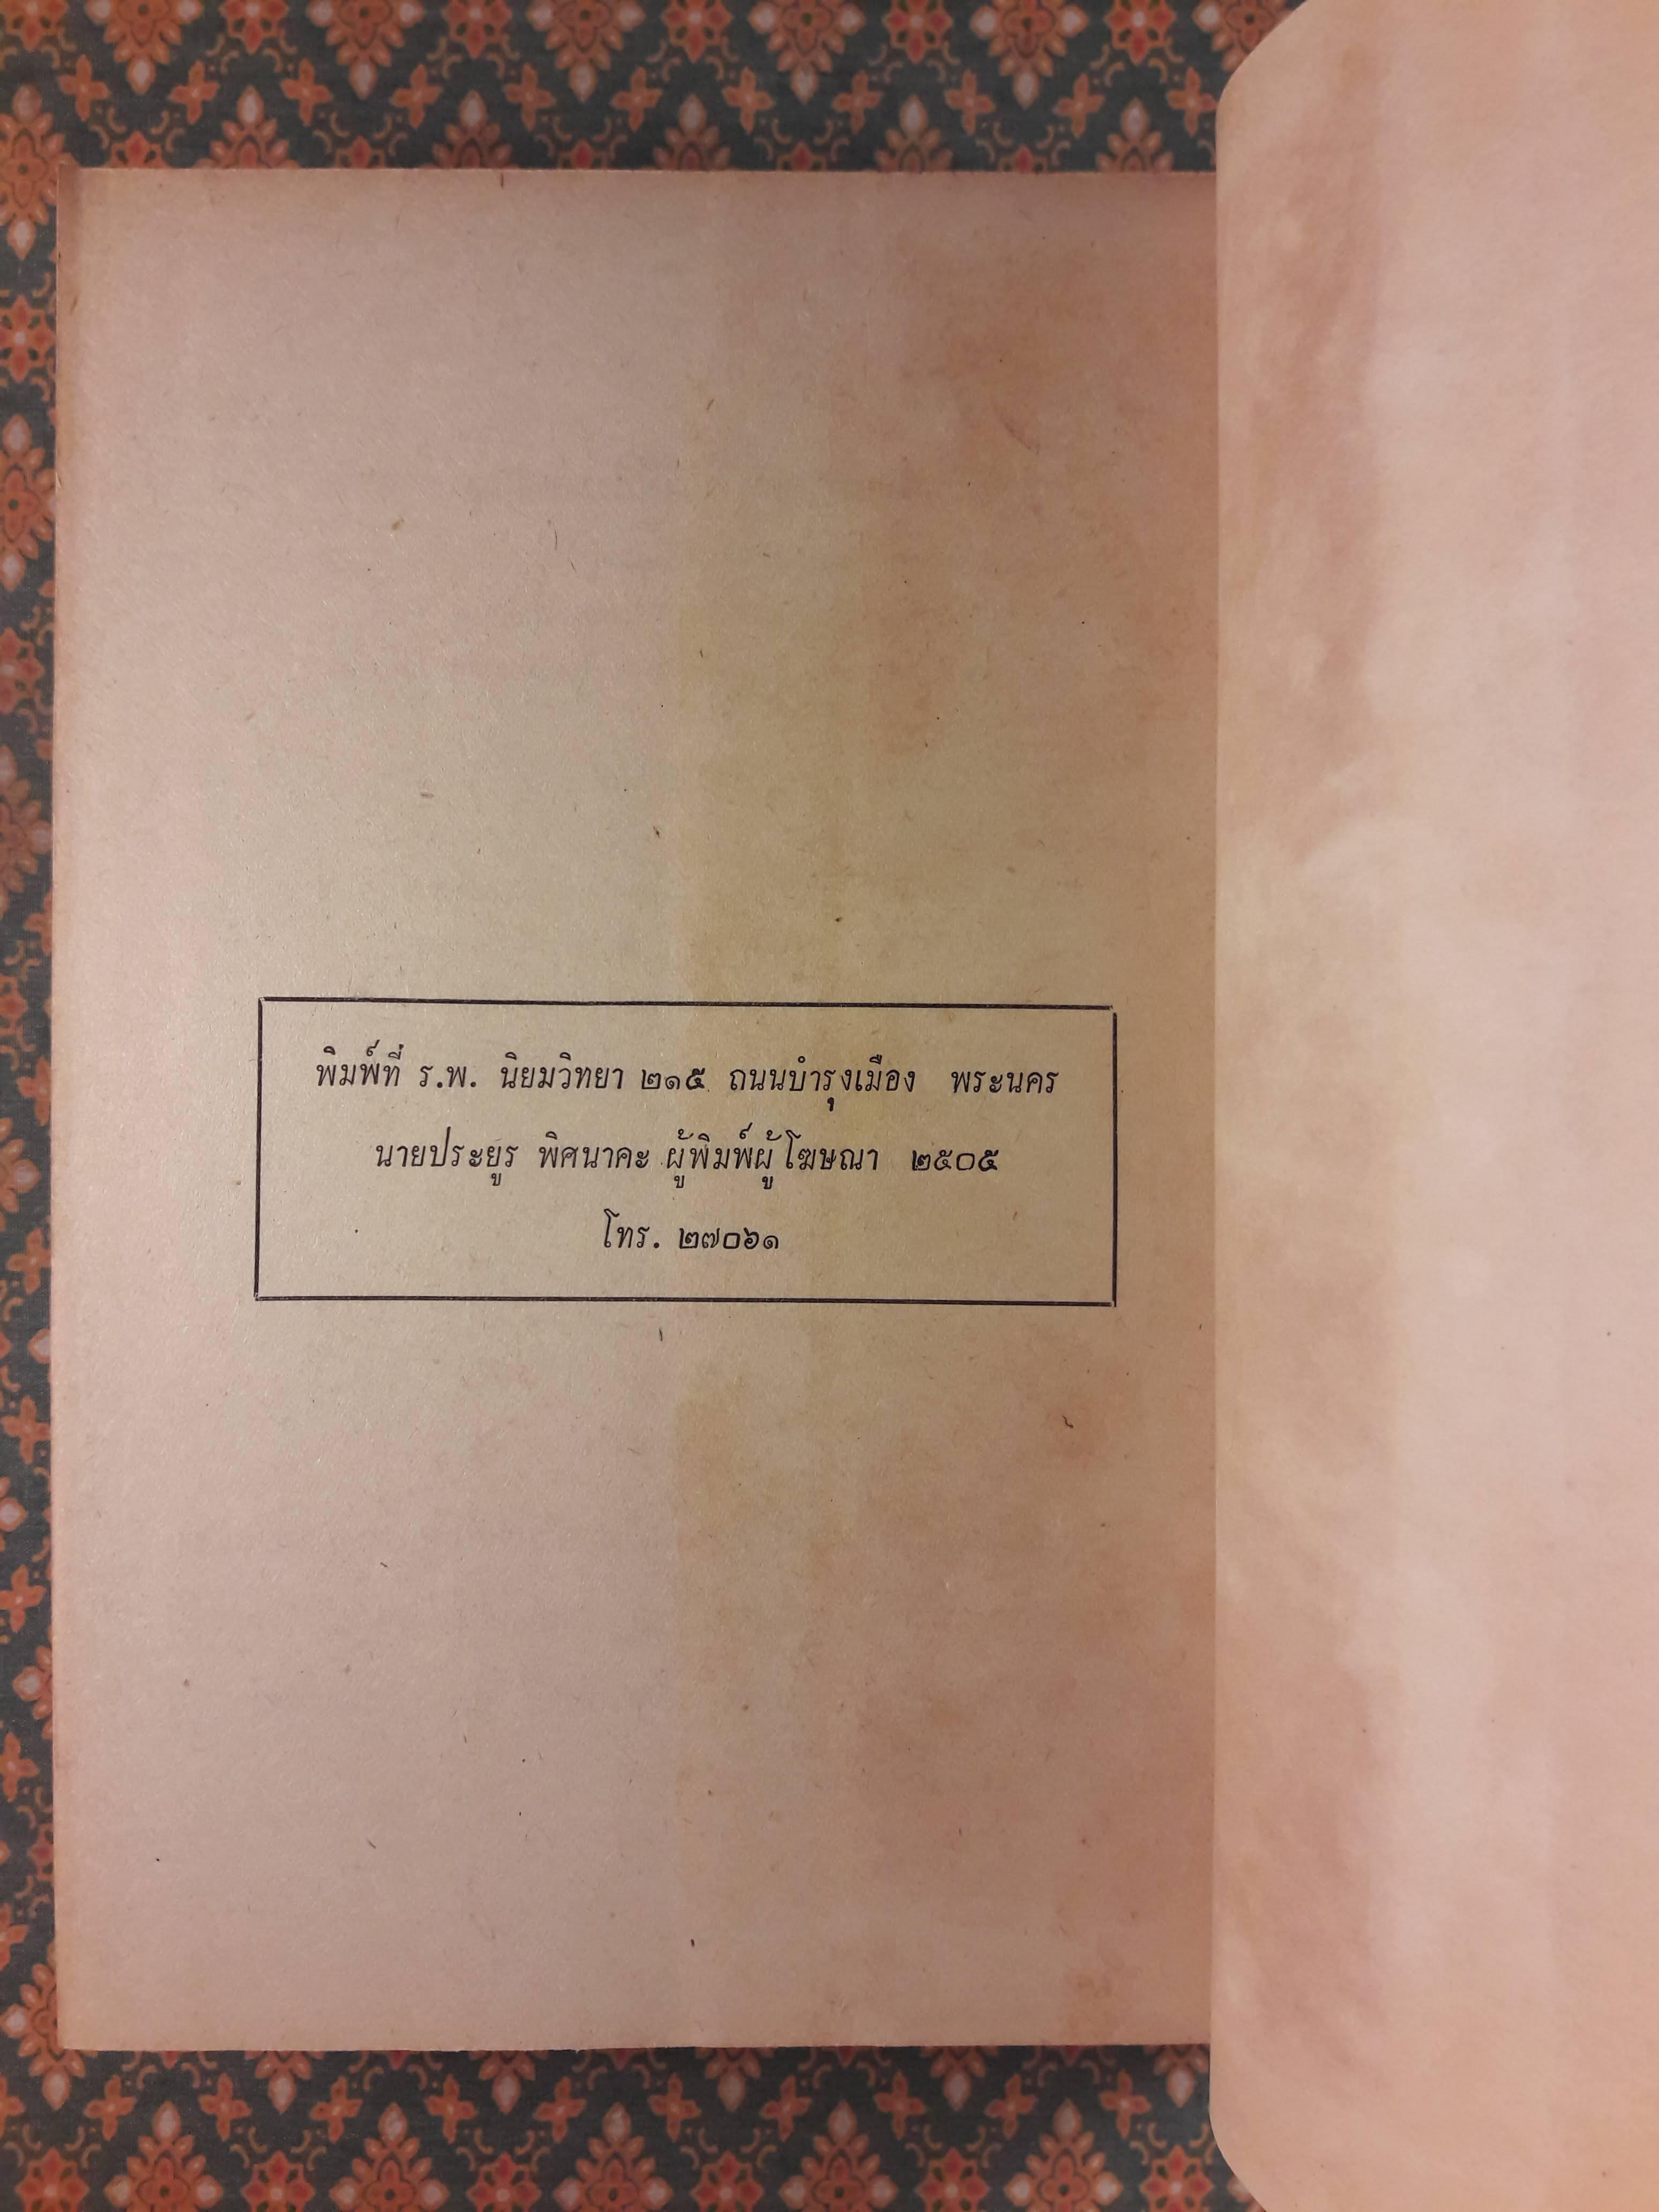 พิมพ์ที่ ร.พ. นิยมวิทยา ๒๑๕ ถนนบำรุงเมือง พระนคร
นายประยูร พิศนาคะ ผู้พิมพ์ผู้โฆษณา ๒๕๐๕
โทร. ๒๗๐๖๑